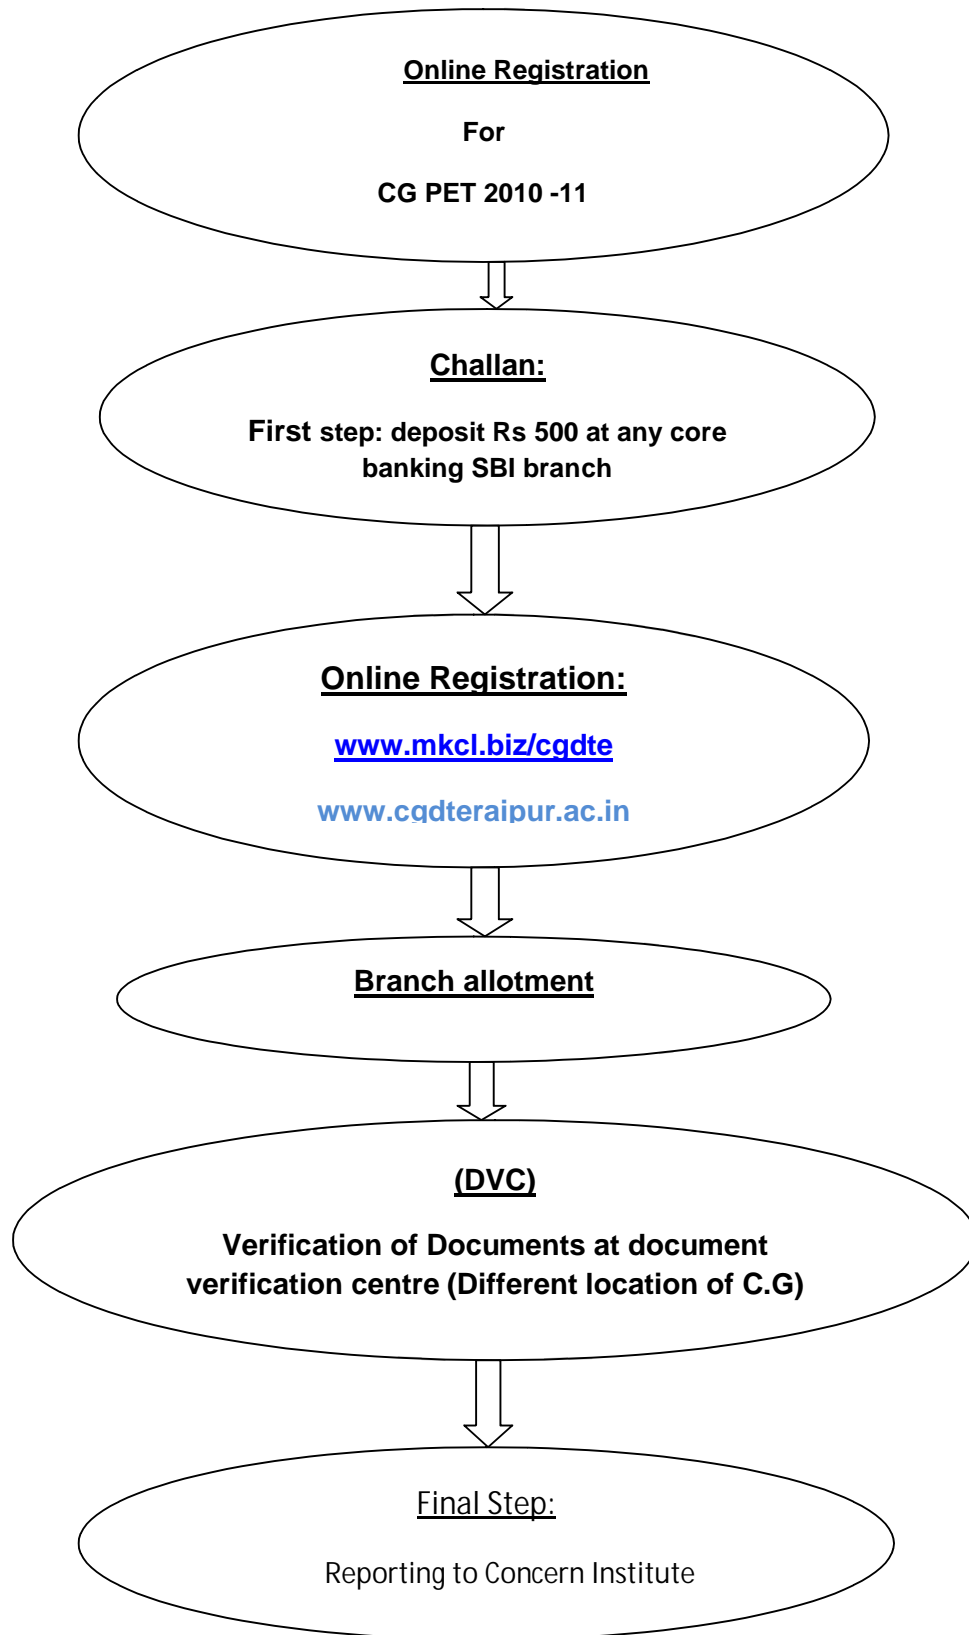 Online Registration
For
CG PET 2010 -11
Challan:
First step: deposit Rs 500 at any core
banking SBI branch
Online Registration:
www.mkcl.biz/cgdte
www.cgdteraipur.ac.in
Branch allotment
(DVC)
Verification of Documents at document
verification centre (Different location of C.G)
Final Step:
Reporting to Concern Institute